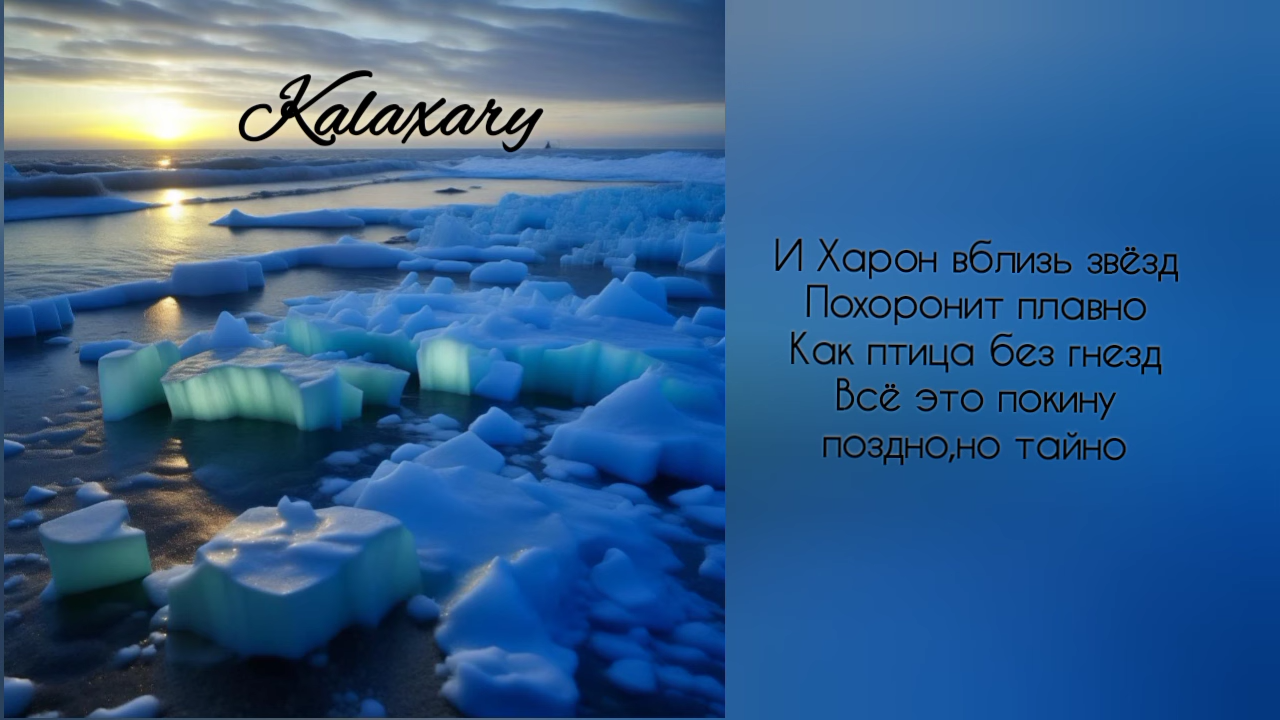 Kalaxary
И Харон вблизь звёзд
Похоронит плавно
Как птица без гнезд
Всё это покину
поздно,но тайно